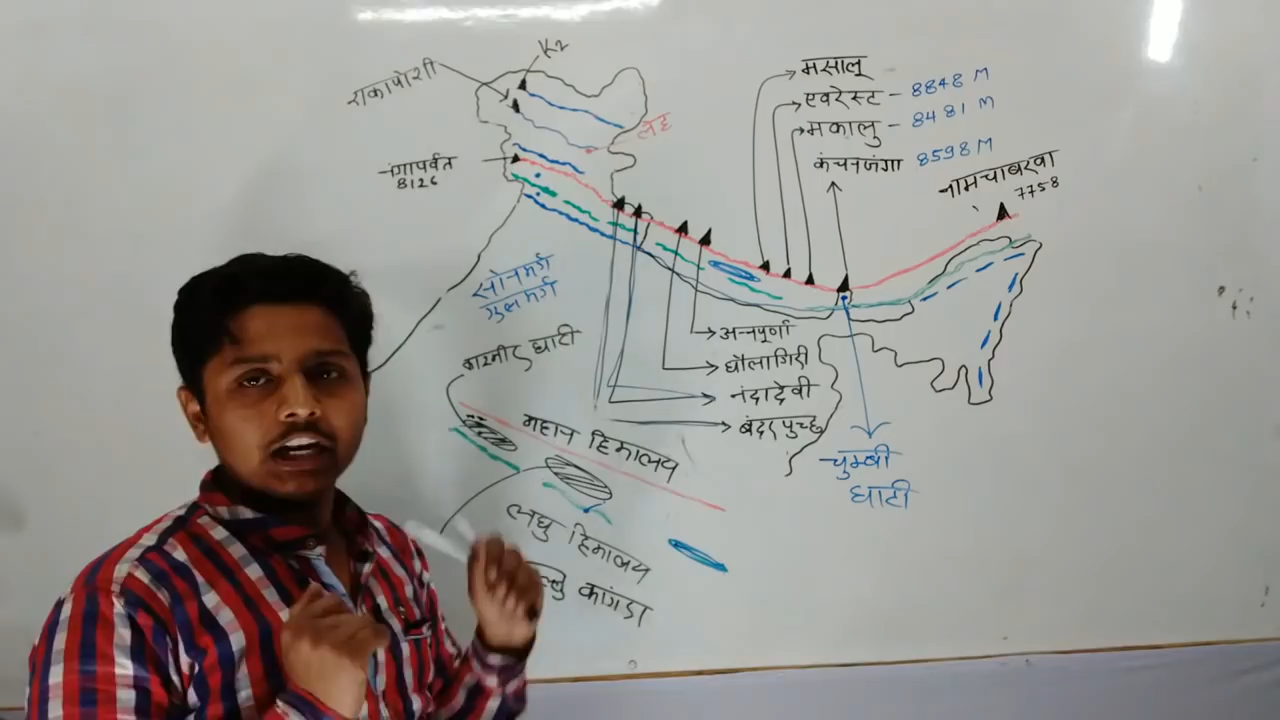 K2
राकापोशी
लेह
नंगापर्वत
8126
मसालू
एवरेस्ट - 8848 M
मकालु - 8481 M
कंचनजंगा 8598 M
नामचाबरवा
7758
सोनमर्ग
गुलमर्ग
घाटी
अन्नपूर्णा
धौलागिरी
नंदादेवी
बंदरपुच्छ
महान हिमालय
चुम्बी
घाटी
लघु हिमालय
कांगडा